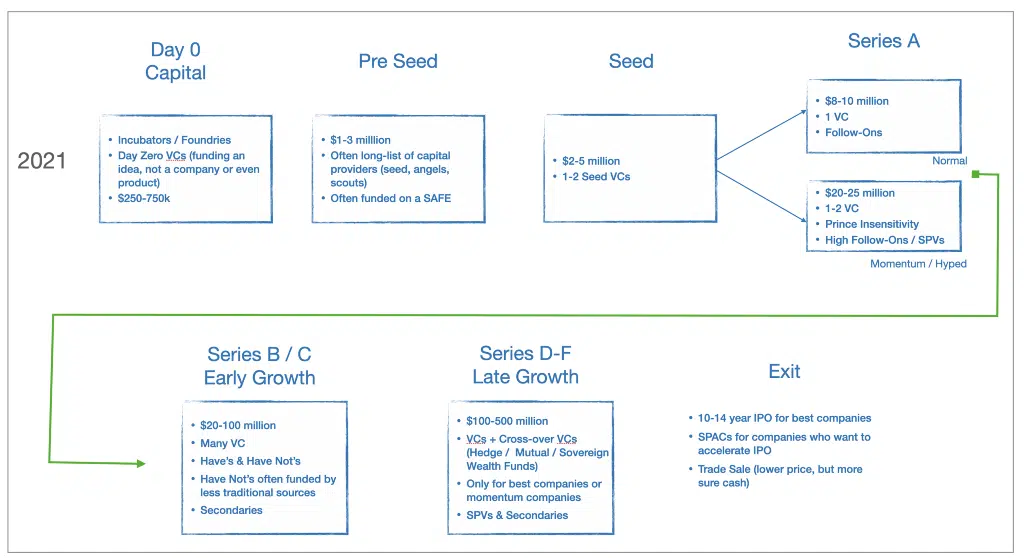 2021
Day 0
Capital
• Incubators / Foundries
• Day Zero VCs (funding an
idea, not a company or even
product)
• $250-750k
Pre Seed
• $1-3 milllion
• Often long-list of capital
providers (seed, angels,
scouts)
• Often funded on a SAFE
Seed
• $2-5 million
• 1-2 Seed VCs
Series A
• $8-10 million
• 1 VC
• Follow-Ons
Normal
• $20-25 million
• 1-2 VC
• Prince Insensitivity
• High Follow-Ons / SPVs
Momentum / Hyped
Series B / C
Early Growth
• $20-100 million
• Many VC
• Have's & Have Not's
• Have Not's often funded by
less traditional sources
• Secondaries
Series D-F
Late Growth
• $100-500 million
• VCs + Cross-over VCs
(Hedge / Mutual / Sovereign
Wealth Funds)
• Only for best companies or
momentum companies
• SPVs & Secondaries
Exit
• 10-14 year IPO for best companies
• SPACs for companies who want to
accelerate IPO
• Trade Sale (lower price, but more
sure cash)